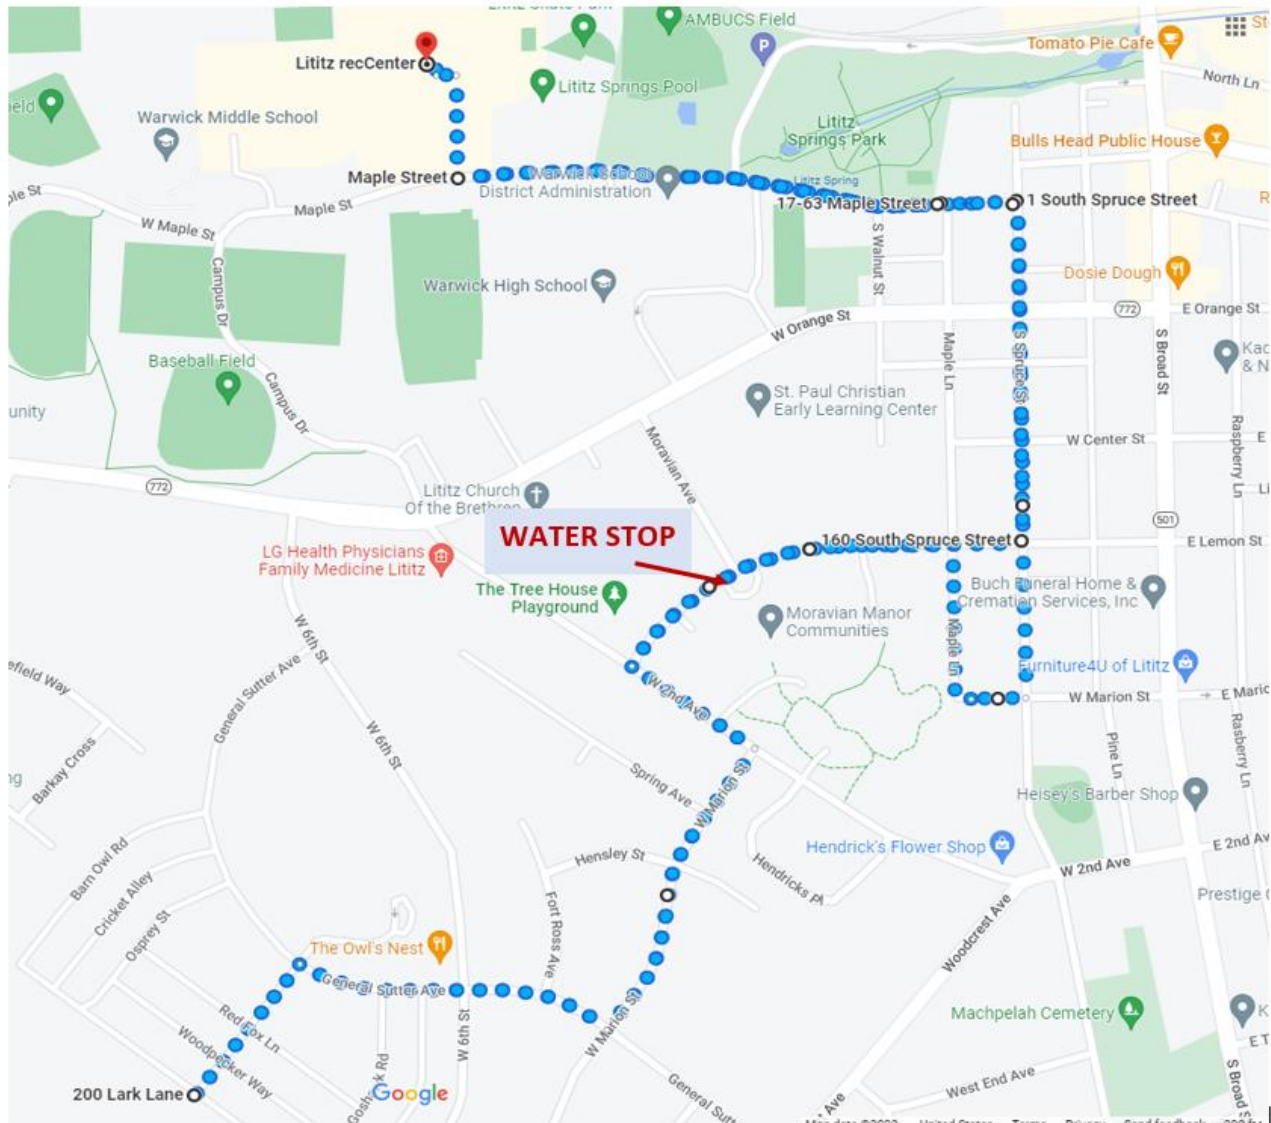 AMBUCS Field
Tomato Pie Cafe
Lititz recCenter
North Ln
Lititz Springs Pool
Warwick Middle School
Lititz
Springs Park
Bulls Head Public House
Maple Street
Warwick School
District Administration
Lititz Spring
17-63 Maple Street
1 South Spruce Street
Maple St
W Maple St
S Walnut St
Campus Dr
Warwick High School
Dosie Dough
W Orange St
772
E Orange St
S Spruce St
Maple Ln
S Broad St
Baseball Field
Campus Dr
St. Paul Christian
Early Learning Center
Moravian Ave
W Center St
Raspberry Ln
772
Lititz Church
Of the Brethren
WATER STOP
501
160 South Spruce Street
E Lemon St
LG Health Physicians
Family Medicine Lititz
The Tree House
Playground
Buch Funeral Home &
Cremation Services, Inc
Moravian Manor
Communities
Maple Ln
W 6th St
General Sutter Ave
Furniture4U of Lititz
W 2nd Ave
W Marion St
W 6th St
Pine Ln
Rasberry Ln
Barkay Cross
Spring Ave
W Marion St
Heisey's Barber Shop
Hendrick's Flower Shop
W 2nd Ave
Barn Owl Rd
Cricket Alley
Osprey St
Hensley St
Hendricks Pl
Fort Ross Ave
Prestige
Woodcrest Ave
The Owl's Nest
General Sutter Ave
Red Fox Ln
Woodpecker Way
W 6th St
W Marion St
Machpelah Cemetery
200 Lark Lane
Google
West End Ave
S Broad